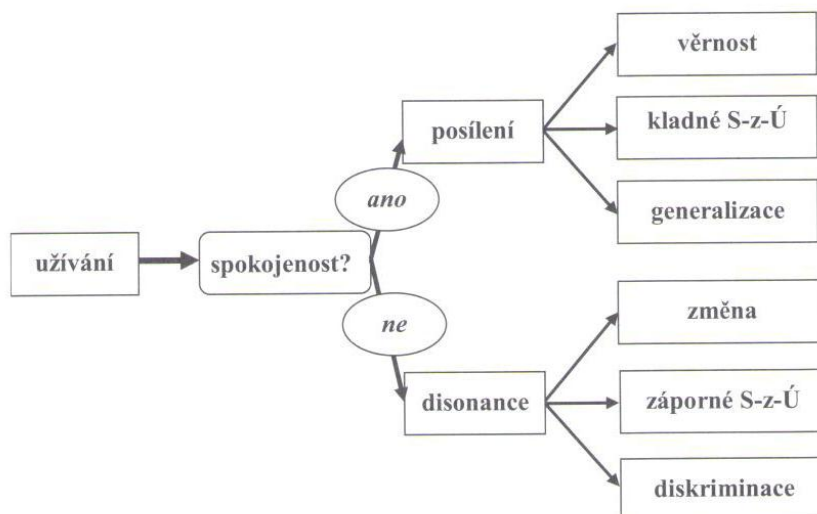 věrnost
posílení
kladné S-z-Ú
ano
generalizace
užívání
spokojenost?
ne
změna
disonance
záporné S-z-Ú
diskriminace